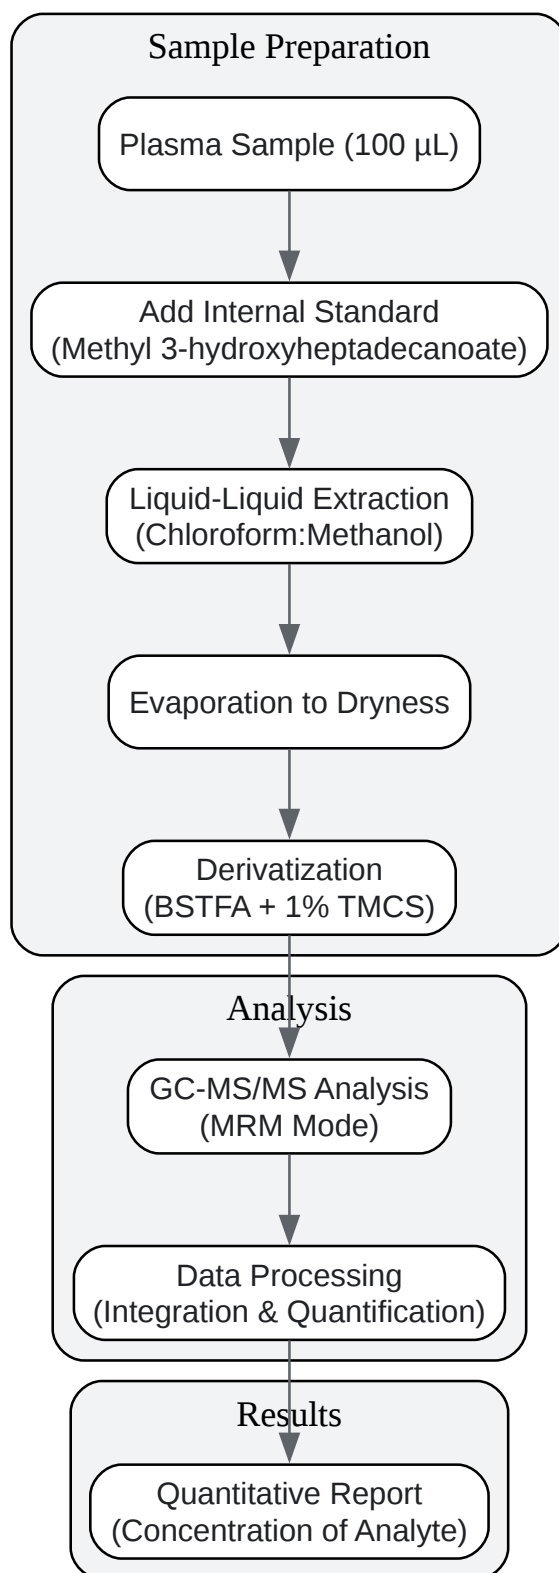 Sample Preparation
Plasma Sample (100 µL)
Add Internal Standard
(Methyl 3-hydroxyheptadecanoate)
Liquid-Liquid Extraction
(Chloroform:Methanol)
Evaporation to Dryness
Derivatization
(BSTFA + 1% TMCS)
Analysis
GC-MS/MS Analysis
(MRM Mode)
Data Processing
(Integration & Quantification)
Results
Quantitative Report
(Concentration of Analyte)